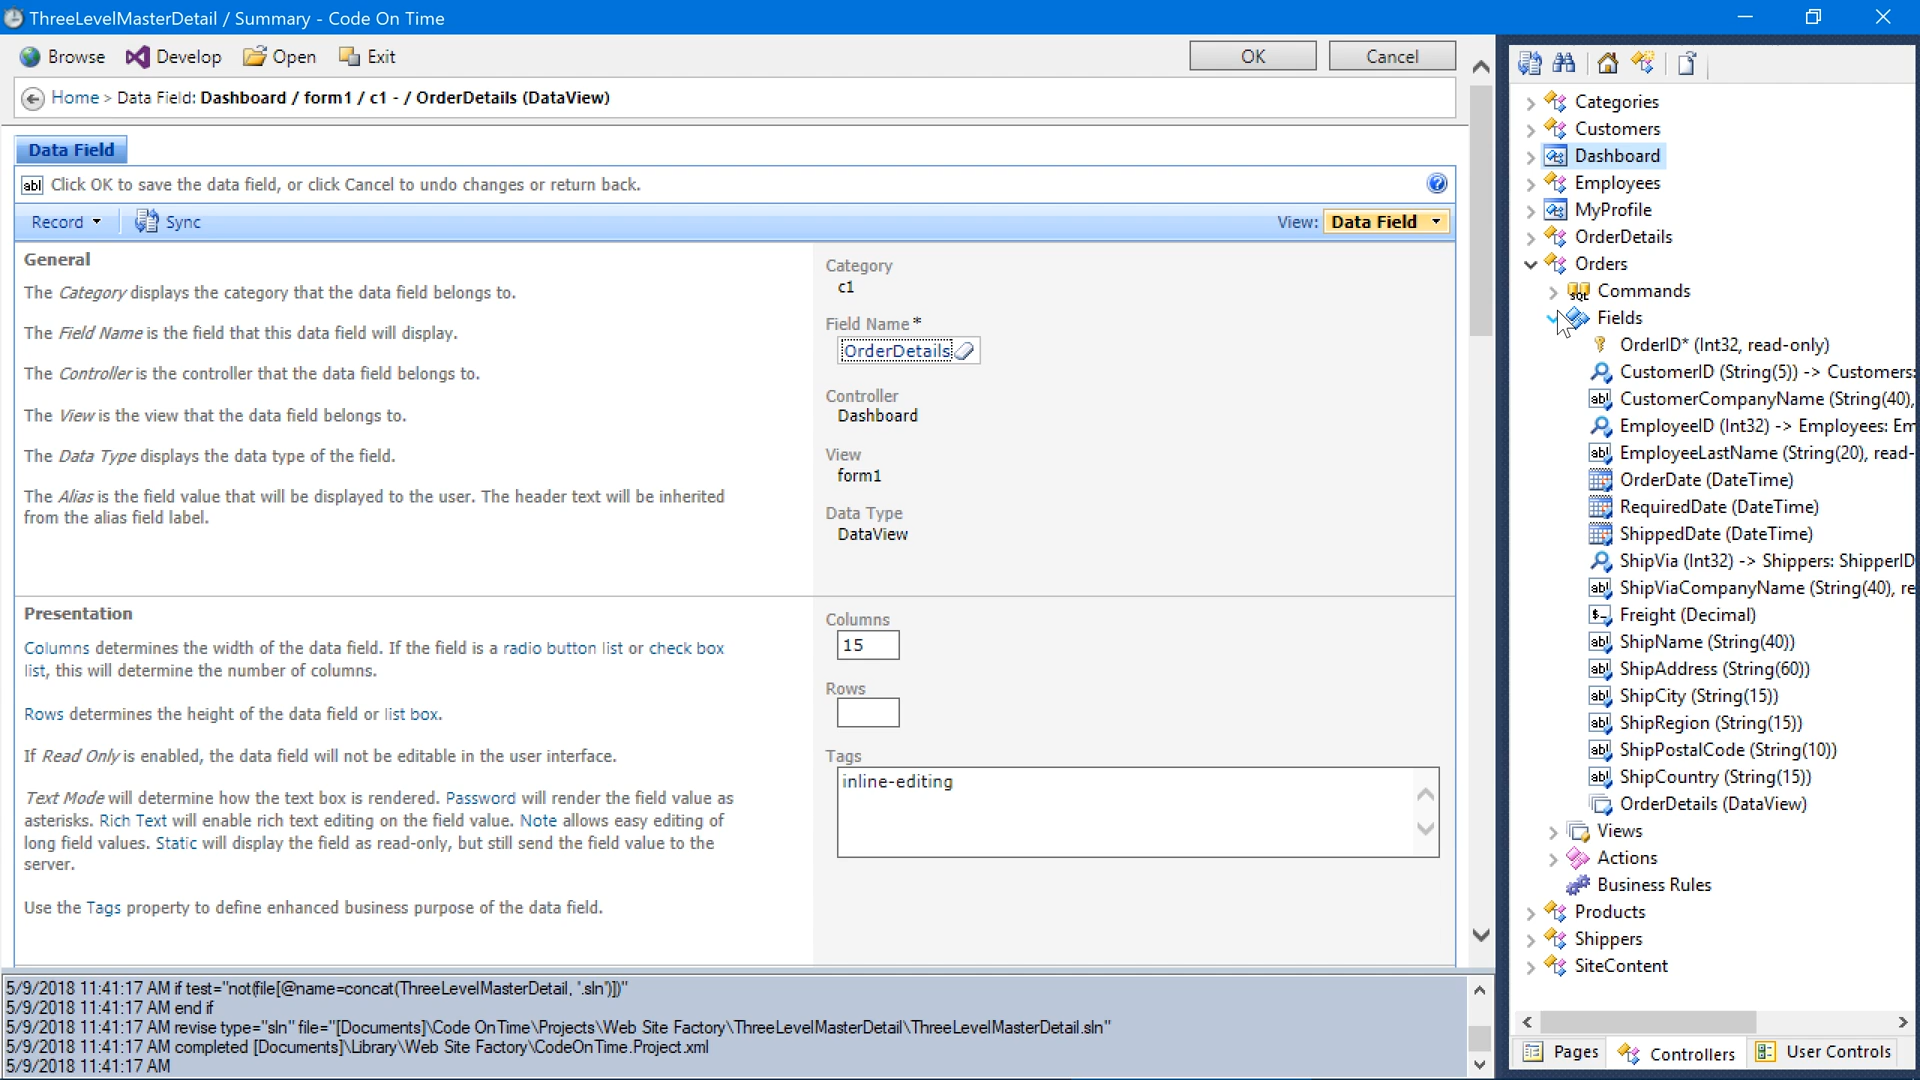 ThreeLevelMasterDetail / Summary - Code On Time
Browse Develop Open Exit OK Cancel
Home > Data Field: Dashboard / form1 / c1 - / OrderDetails (DataView)
Data Field
abl Click OK to save the data field, or click Cancel to undo changes or return back.
Record Sync View: Data Field
General
The Category displays the category that the data field belongs to.
The Field Name is the field that this data field will display.
The Controller is the controller that the data field belongs to.
The View is the view that the data field belongs to.
The Data Type displays the data type of the field.
The Alias is the field value that will be displayed to the user. The header text will be inherited
from the alias field label.
Category
c1
Field Name *
OrderDetails
Controller
Dashboard
View
form1
Data Type
DataView
Presentation
Columns determines the width of the data field. If the field is a radio button list or check box
list, this will determine the number of columns.
Rows determines the height of the data field or list box.
If Read Only is enabled, the data field will not be editable in the user interface.
Text Mode will determine how the text box is rendered. Password will render the field value as
asterisks. Rich Text will enable rich text editing on the field value. Note allows easy editing of
long field values. Static will display the field as read-only, but still send the field value to the
server.
Use the Tags property to define enhanced business purpose of the data field.
Columns
15
Rows
Tags
inline-editing
5/9/2018 11:41:17 AM if test="not(file[@name=concat(ThreeLevelMasterDetail, '.sln')])"
5/9/2018 11:41:17 AM end if
5/9/2018 11:41:17 AM revise type="sln" file="[Documents]\Code OnTime\Projects\Web Site Factory\ThreeLevelMasterDetail\ThreeLevelMasterDetail.sln"
5/9/2018 11:41:17 AM completed [Documents]\Library\Web Site Factory\CodeOnTime.Project.xml
5/9/2018 11:41:17 AM
Categories
Customers
Dashboard
Employees
MyProfile
OrderDetails
Orders
SQL Commands
Fields
OrderID* (Int32, read-only)
CustomerID (String(5)) -> Customers:
abl CustomerCompanyName (String(40),
EmployeeID (Int32) -> Employees: Em
abl EmployeeLastName (String(20), read-
OrderDate (DateTime)
RequiredDate (DateTime)
ShippedDate (DateTime)
ShipVia (Int32) -> Shippers: ShipperID
abl ShipViaCompanyName (String(40), re
Freight (Decimal)
abl ShipName (String(40))
abl ShipAddress (String(60))
abl ShipCity (String(15))
abl ShipRegion (String(15))
abl ShipPostalCode (String(10))
abl ShipCountry (String(15))
OrderDetails (DataView)
Views
Actions
Business Rules
Products
Shippers
SiteContent
Pages Controllers User Controls